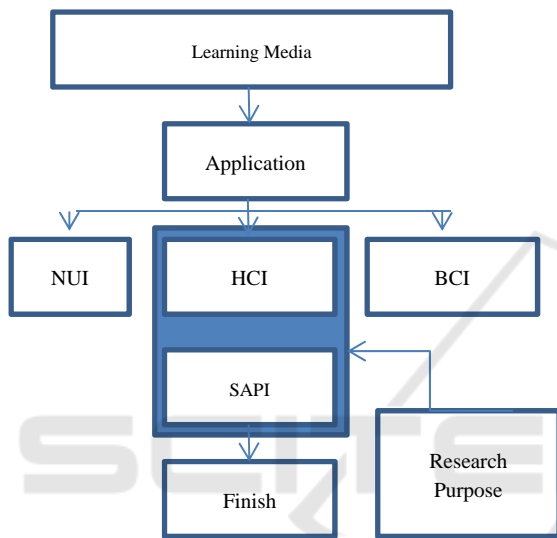 Learning Media
Application
NUI
HCI
BCI
SAPI
Research
Purpose
Finish